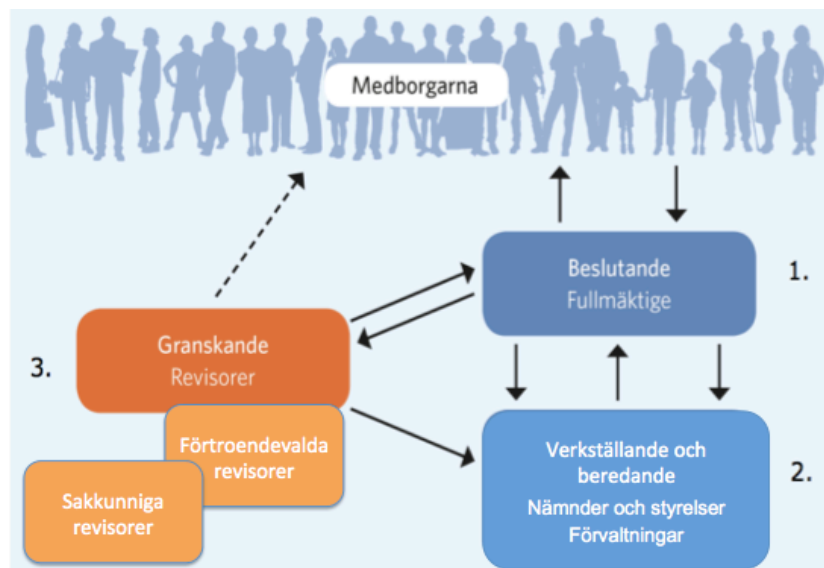 Medborgarna
Beslutande
Fullmäktige
1.
Granskande
Revisorer
3.
Förtroendevalda
revisorer
Sakkunniga
revisorer
Verkställande och
beredande
Nämnder och styrelser
Förvaltningar
2.